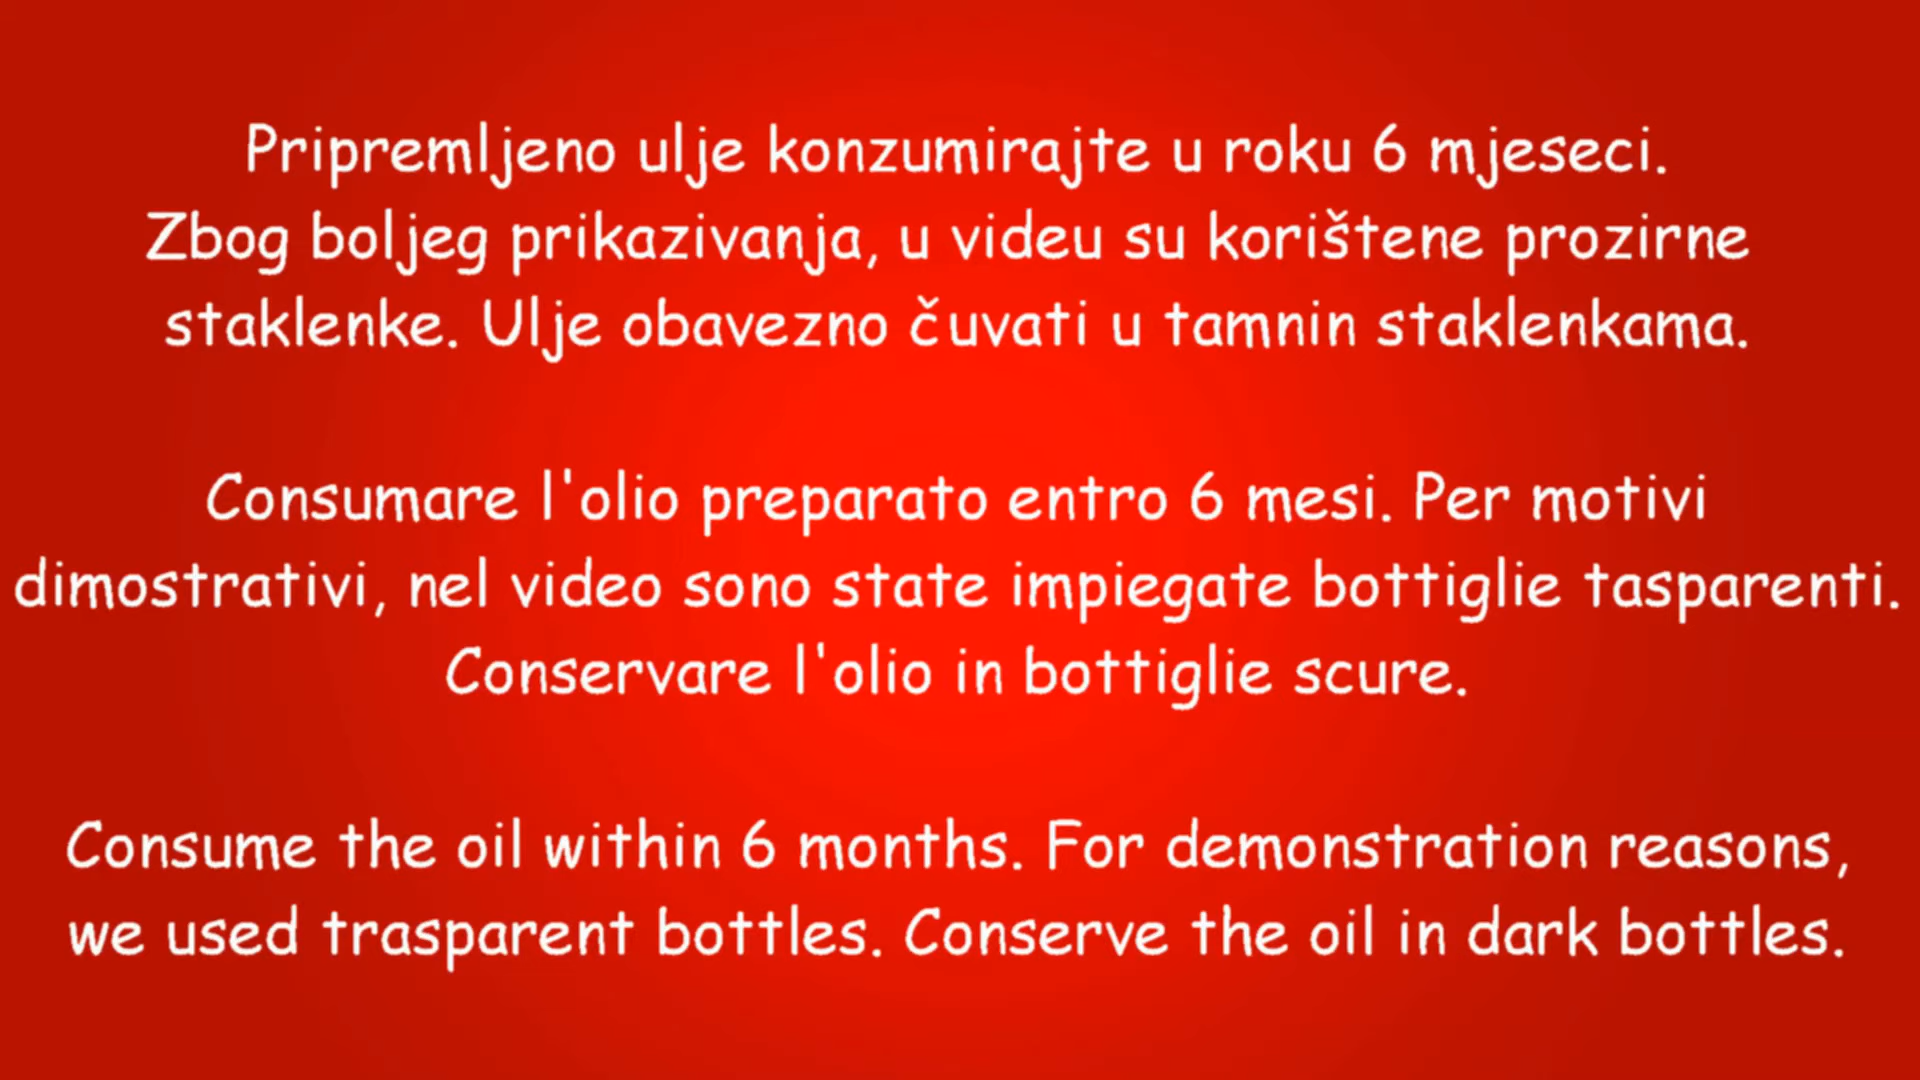 Pripremljeno ulje konzumirajte u roku 6 mjeseci.
Zbog boljeg prikazivanja, u videu su korištene prozirne
staklenke. Ulje obavezno čuvati u tamnin staklenkama.
Consumare l'olio preparato entro 6 mesi. Per motivi
dimostrativi, nel video sono state impiegate bottiglie tasparenti.
Conservare l'olio in bottiglie scure.
Consume the oil within 6 months. For demonstration reasons,
we used trasparent bottles. Conserve the oil in dark bottles.